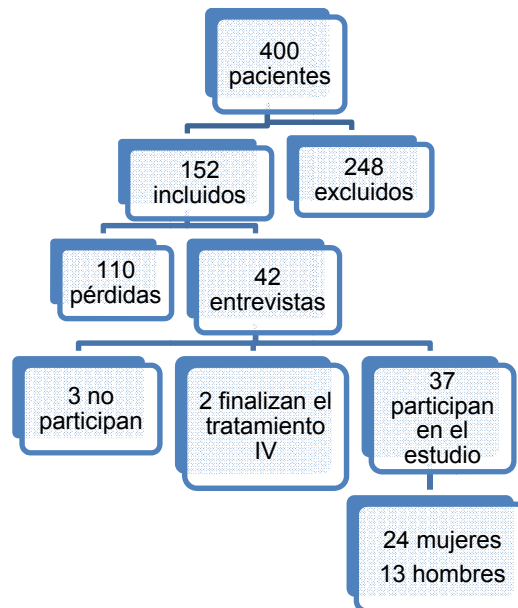 400
pacientes
152
incluidos
248
excluidos
110
pérdidas
42
entrevistas
3 no
participan
2 finalizan el
tratamiento
IV
37
participan
en el
estudio
24 mujeres
13 hombres